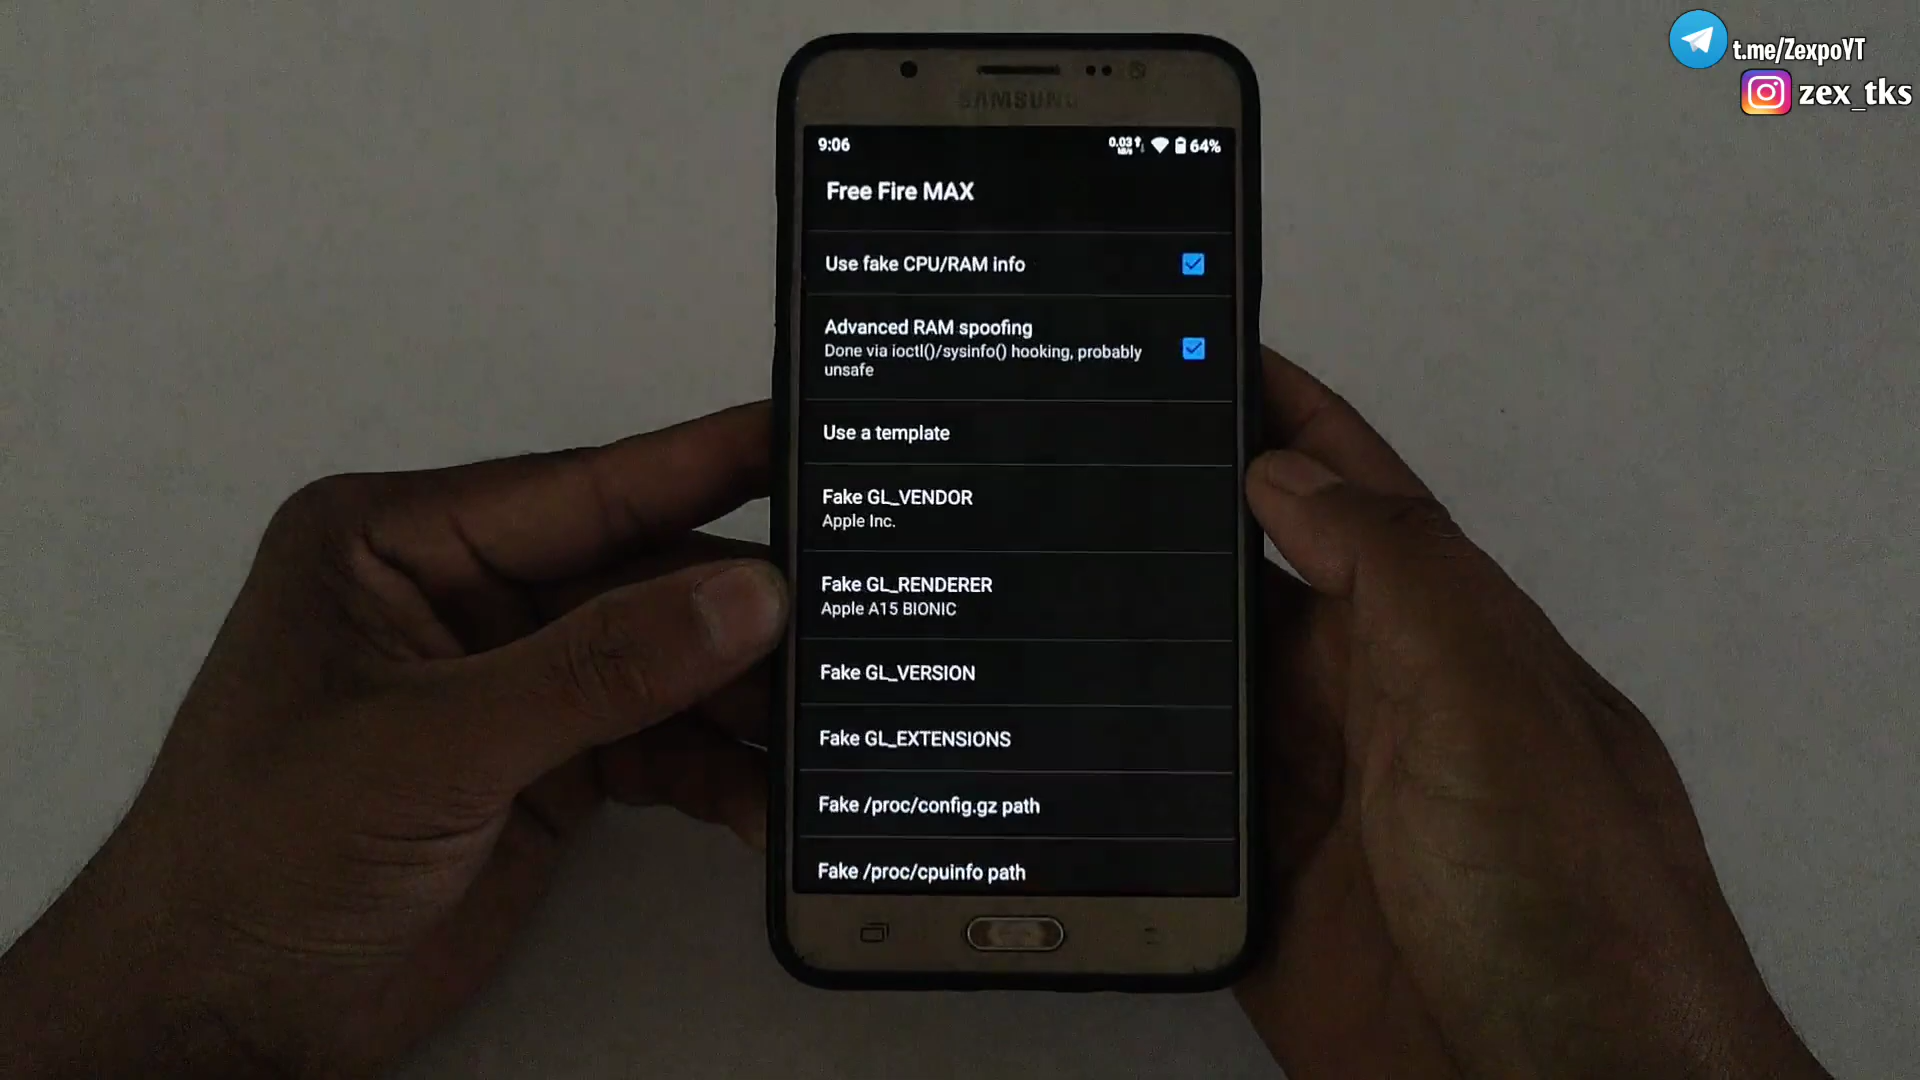 t.me/ZexpoYT
zex_tks
SAMSUNG
9:06
64%
Free Fire MAX
Use fake CPU/RAM info
Advanced RAM spoofing
Done via ioctl()/sysinfo() hooking, probably
unsafe
Use a template
Fake GL_VENDOR
Apple Inc.
Fake GL_RENDERER
Apple A15 BIONIC
Fake GL_VERSION
Fake GL_EXTENSIONS
Fake /proc/config.gz path
Fake /proc/cpuinfo path